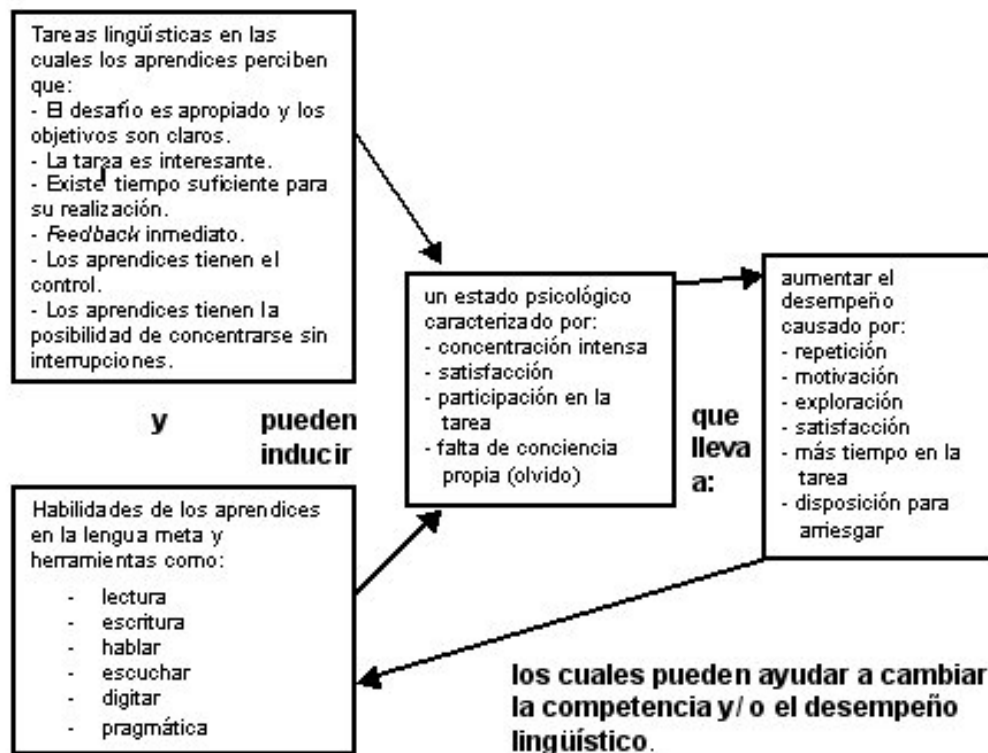 Tareas lingüísticas en las
cuales los aprendices perciben
que:
- El desafío es apropiado y los
objetivos son claros.
- La tarea es interesante.
- Existe tiempo suficiente para
su realización.
- Feedback inmediato.
- Los aprendices tienen el
control.
- Los aprendices tienen la
posibilidad de concentrarse sin
interrupciones.
y pueden
inducir
Habilidades de los aprendices
en la lengua meta y
herramientas como:
- lectura
- escritura
- hablar
- escuchar
- digitar
- pragmática
un estado psicológico
caracterizado por:
- concentración intensa
- satisfacción
- participación en la
tarea
- falta de conciencia
propia (olvido)
que
lleva
a:
aumentar el
desempeño
causado por:
- repetición
- motivación
- exploración
- satisfacción
- más tiempo en la
tarea
- disposición para
arriesgar
los cuales pueden ayudar a cambiar
la competencia y/ o el desempeño
lingüístico.